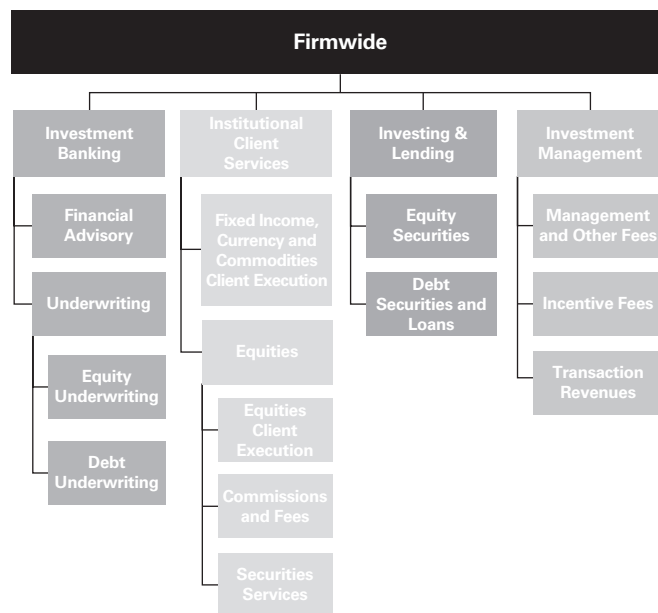 Firmwide
Investment
Banking
Financial
Advisory
Underwriting
Equity
Underwriting
Debt
Underwriting
Institutional
Client
Services
Fixed Income,
Currency and
Commodities
Client Execution
Equities
Equities
Client
Execution
Commissions
and Fees
Securities
Services
Investing &
Lending
Equity
Securities
Debt
Securities and
Loans
Investment
Management
Management
and Other Fees
Incentive Fees
Transaction
Revenues